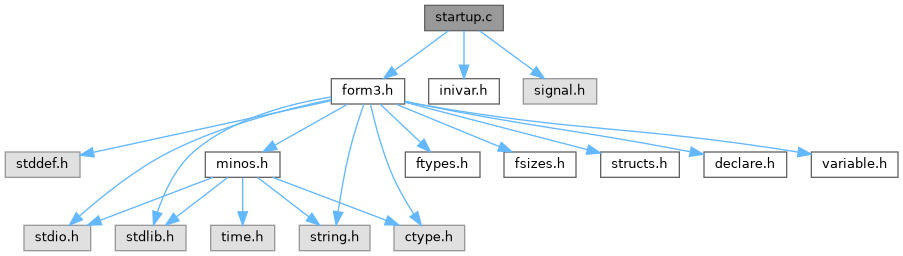 startup.c
form3.h
inivar.h
signal.h
stddef.h
minos.h
ftypes.h
fsizes.h
structs.h
declare.h
variable.h
stdio.h
stdlib.h
time.h
string.h
ctype.h